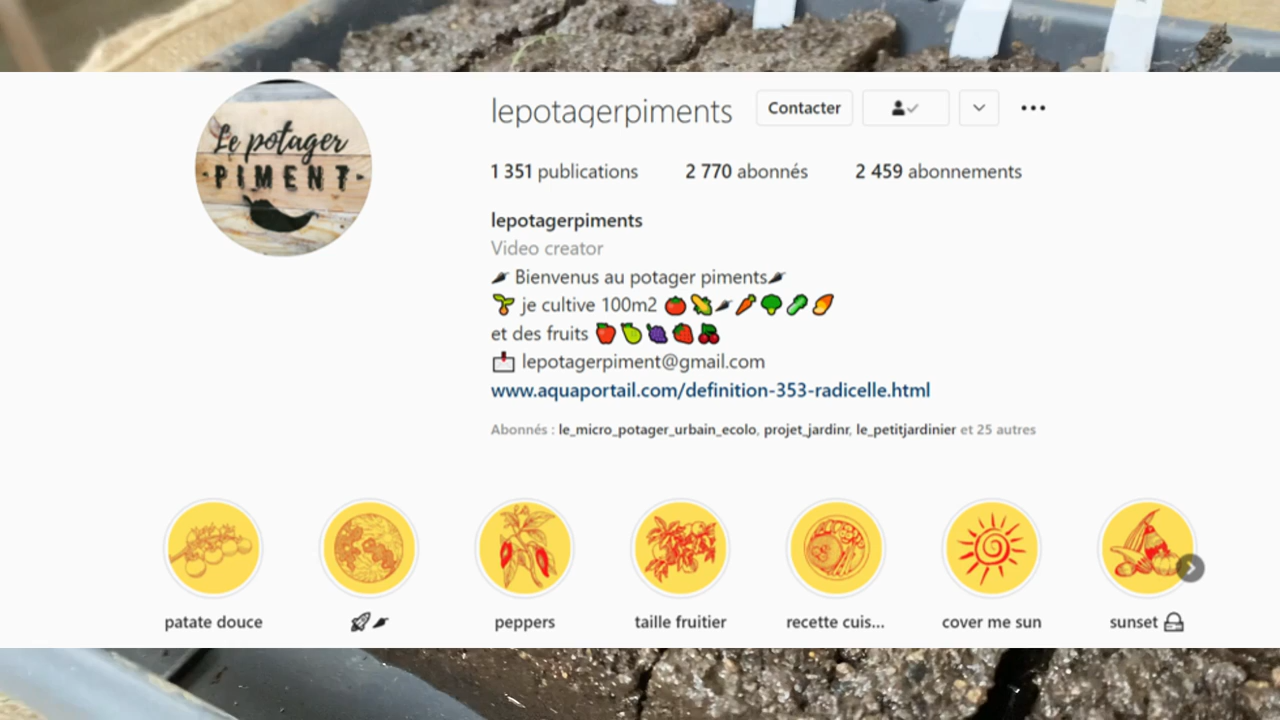 Le potager
PIMENT
lepotagerpiments
Contacter
1 351 publications 2 770 abonnés 2 459 abonnements
lepotagerpiments
Video creator
🌶 Bienvenus au potager piments🌶
🌱 je cultive 100m2 🍅🌽🌶🥕🥦🥒🍠
et des fruits 🍎🍐🍇🍓🍒
📩 lepotagerpiment@gmail.com
www.aquaportail.com/definition-353-radicelle.html
Abonnés : le_micro_potager_urbain_ecolo, projet_jardinr, le_petitjardinier et 25 autres
patate douce 🚀🌶 peppers taille fruitier recette cuis... cover me sun sunset 🔒